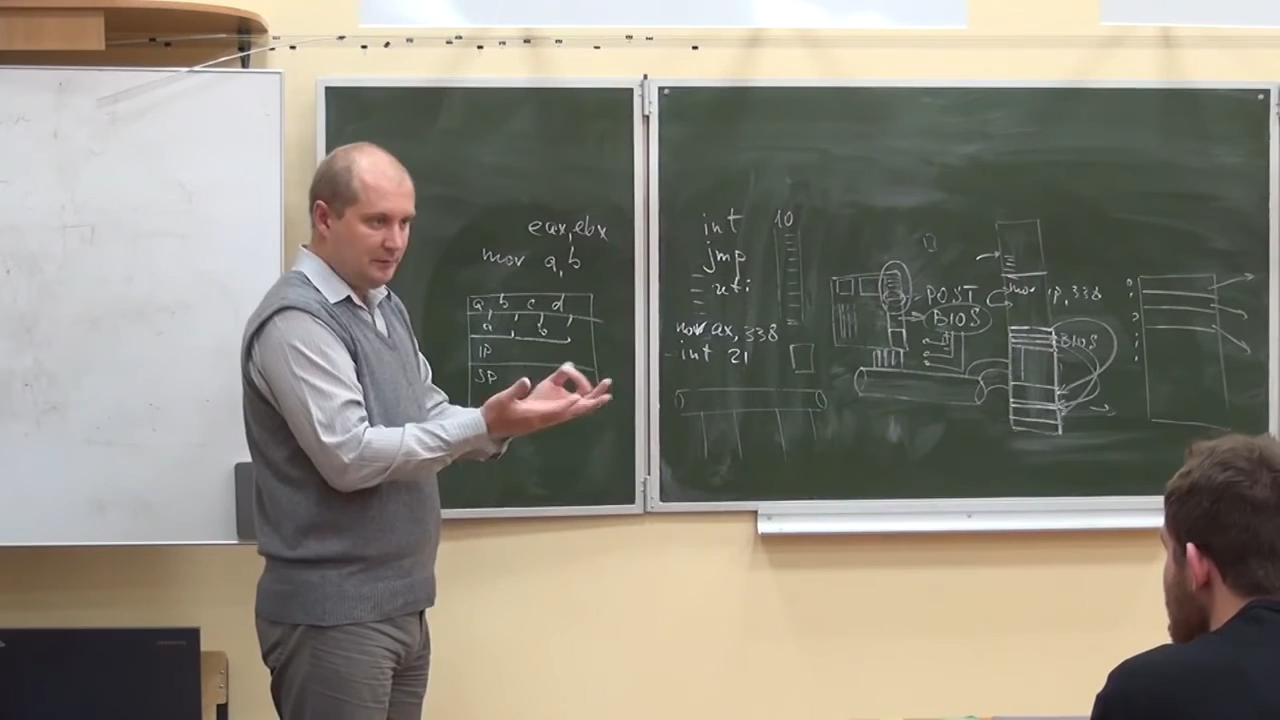 eax, ebx
mov a, b
a b c d
a b
IP
SP
int 10
jmp
reti
mov ax, 338
int 21
POST
BIOS
mov IP, 338
BIOS